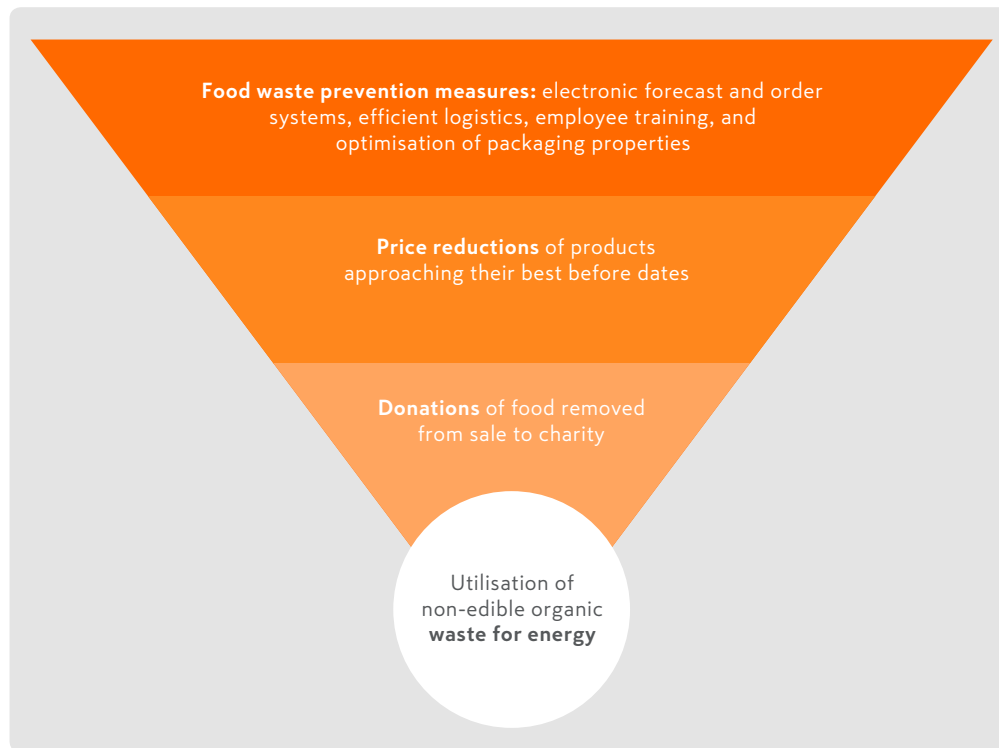 Food waste prevention measures: electronic forecast and order
systems, efficient logistics, employee training, and
optimisation of packaging properties
Price reductions of products
approaching their best before dates
Donations of food removed
from sale to charity
Utilisation of
non-edible organic
waste for energy